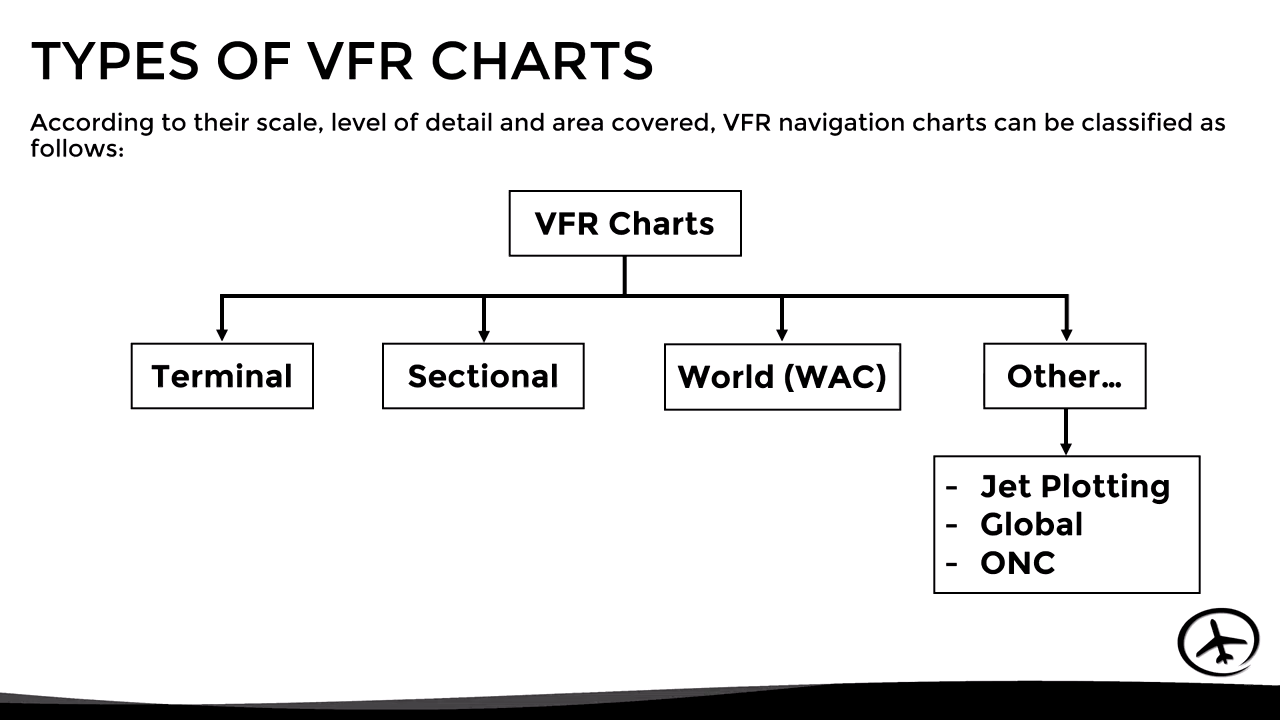 TYPES OF VFR CHARTS
According to their scale, level of detail and area covered, VFR navigation charts can be classified as
follows:
VFR Charts
Terminal
Sectional
World (WAC)
Other...
- Jet Plotting
- Global
- ONC